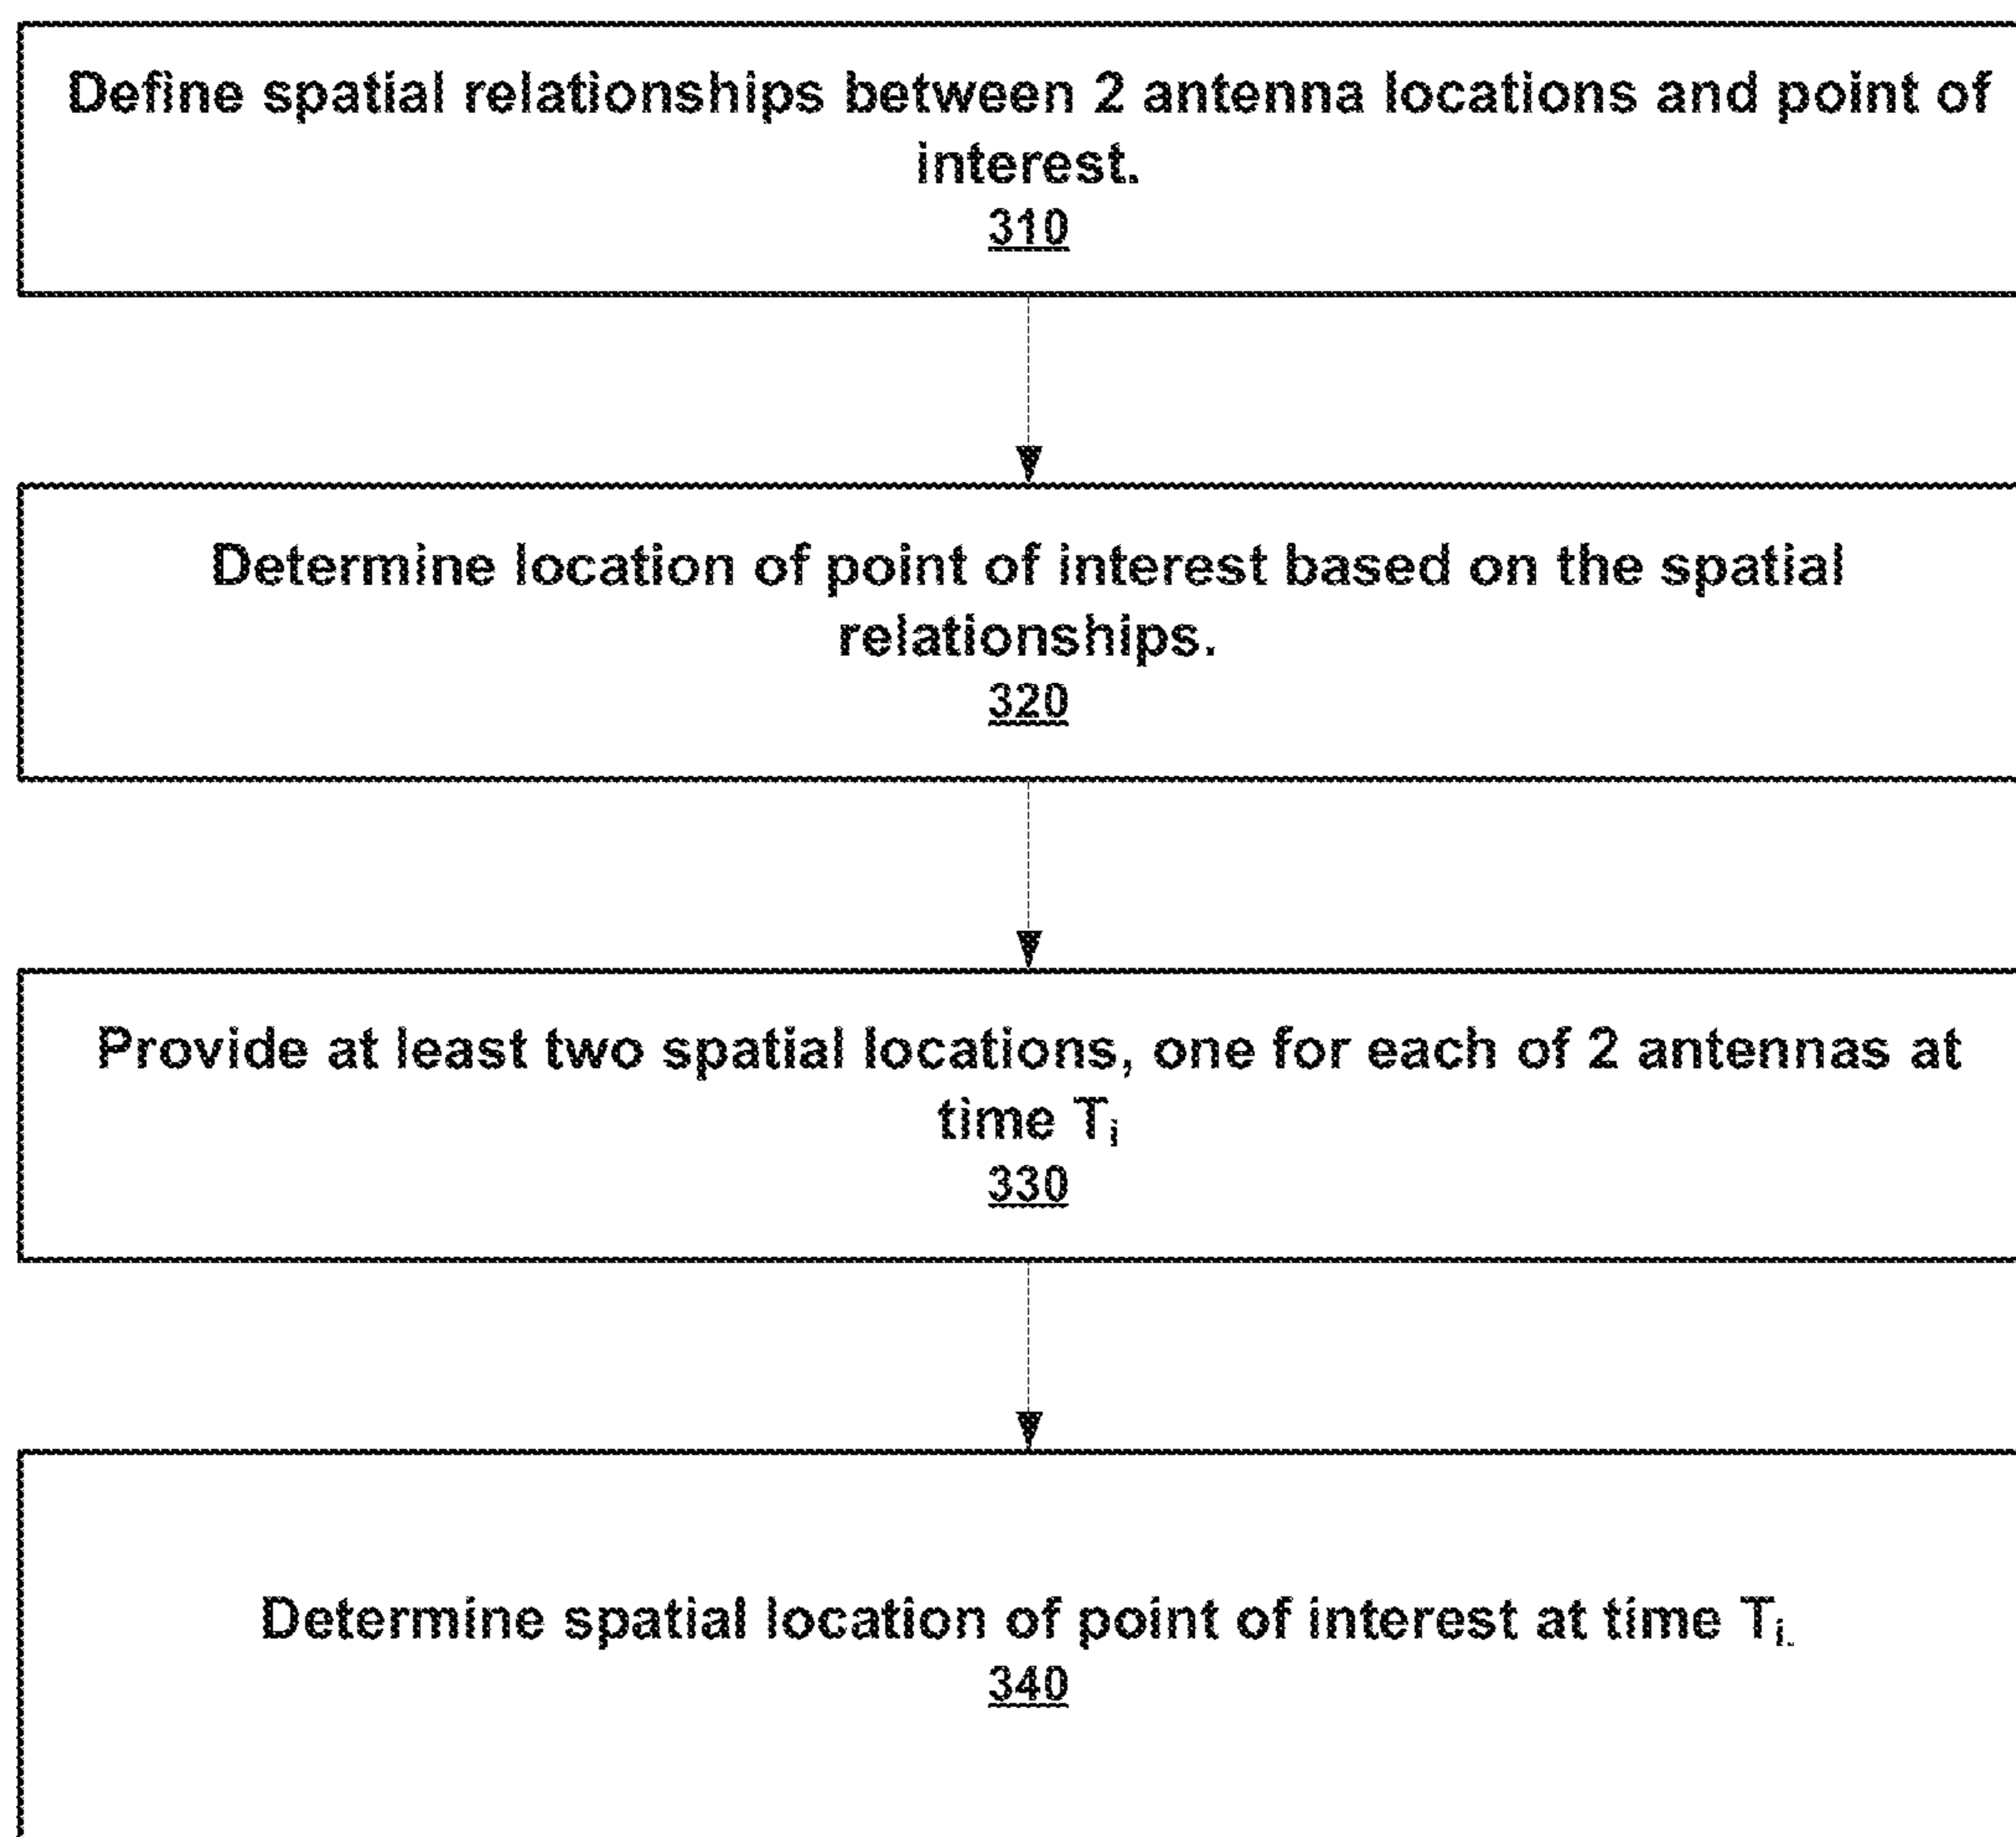 Define spatial relationships between 2 antenna locations and point of
interest.
310
Determine location of point of interest based on the spatial
relationships.
320
Provide at least two spatial locations, one for each of 2 antennas at
time Ti
330
Determine spatial location of point of interest at time Ti.
340